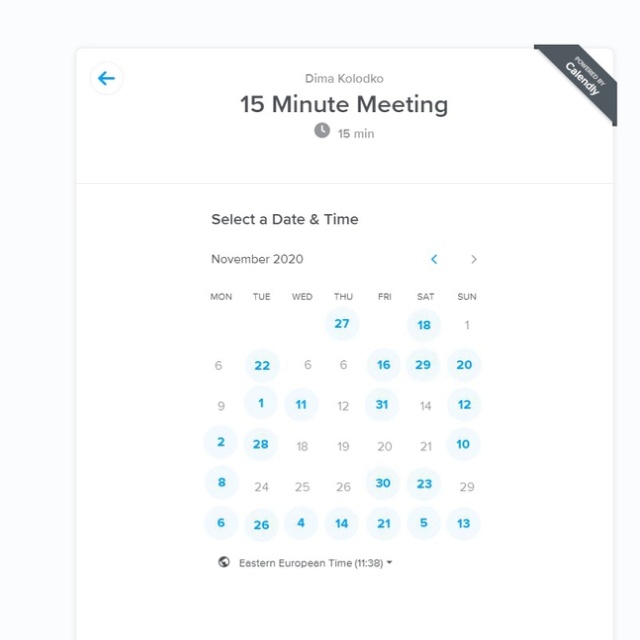 POWERED BY
Calendly
Dima Kolodko
15 Minute Meeting
15 min
Select a Date & Time
November 2020
MON TUE WED THU FRI SAT SUN
27 18 1
6 22 6 6 16 29 20
9 1 11 12 31 14 12
2 28 18 19 20 21 10
8 24 25 26 30 23 29
6 26 4 14 21 5 13
Eastern European Time (11:38)